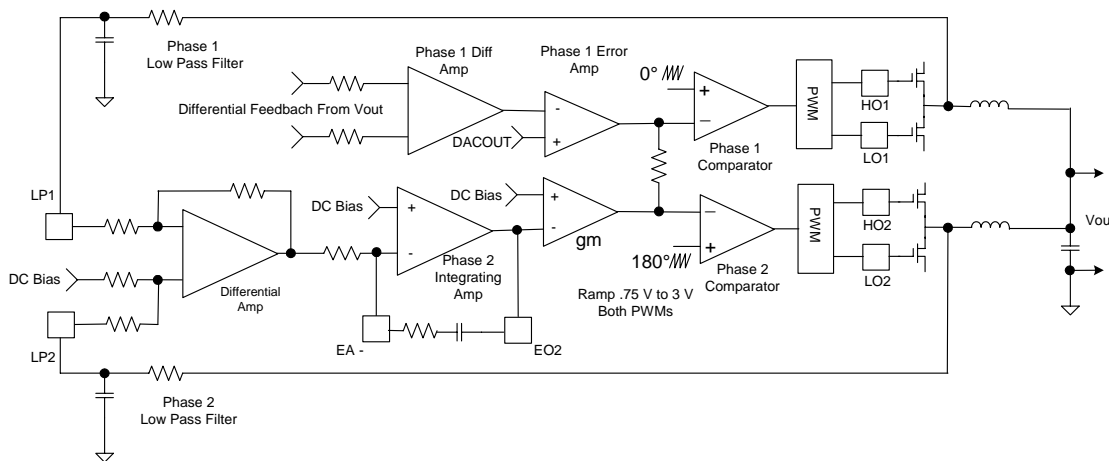 Phase 1
Low Pass Filter
Phase 1 Diff
Amp
Phase 1 Error
Amp
Differential Feedbach From Vout
DACOUT
+
-
0°
+
–
Phase 1
Comparator
PWM
HO1
LO1
LP1
DC Bias
LP2
Differential
Amp
DC Bias
+
-
Phase 2
Integrating
Amp
EA -
EO2
DC Bias
+
-
gm
180°
–
+
Phase 2
Comparator
Ramp .75 V to 3 V
Both PWMs
PWM
HO2
LO2
Vou
Phase 2
Low Pass Filter